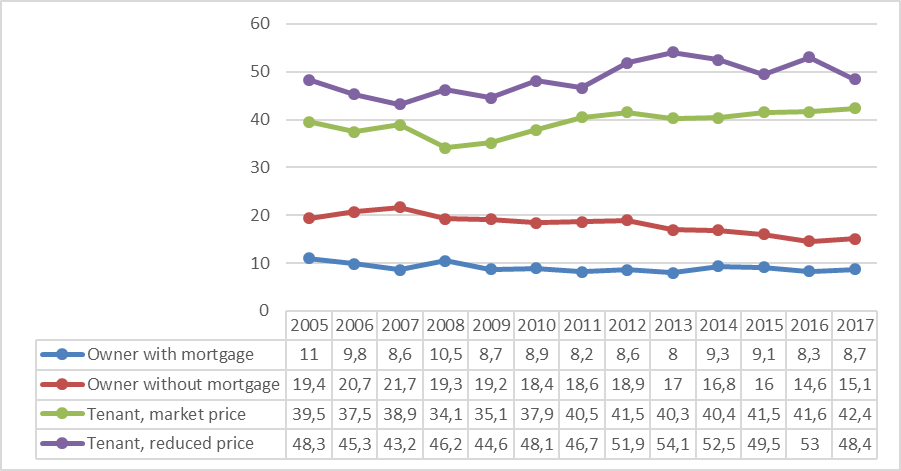 60
50
40
30
20
10
0
2005 2006 2007 2008 2009 2010 2011 2012 2013 2014 2015 2016 2017
Owner with mortgage 11 9,8 8,6 10,5 8,7 8,9 8,2 8,6 8 9,3 9,1 8,3 8,7
Owner without mortgage 19,4 20,7 21,7 19,3 19,2 18,4 18,6 18,9 17 16,8 16 14,6 15,1
Tenant, market price 39,5 37,5 38,9 34,1 35,1 37,9 40,5 41,5 40,3 40,4 41,5 41,6 42,4
Tenant, reduced price 48,3 45,3 43,2 46,2 44,6 48,1 46,7 51,9 54,1 52,5 49,5 53 48,4